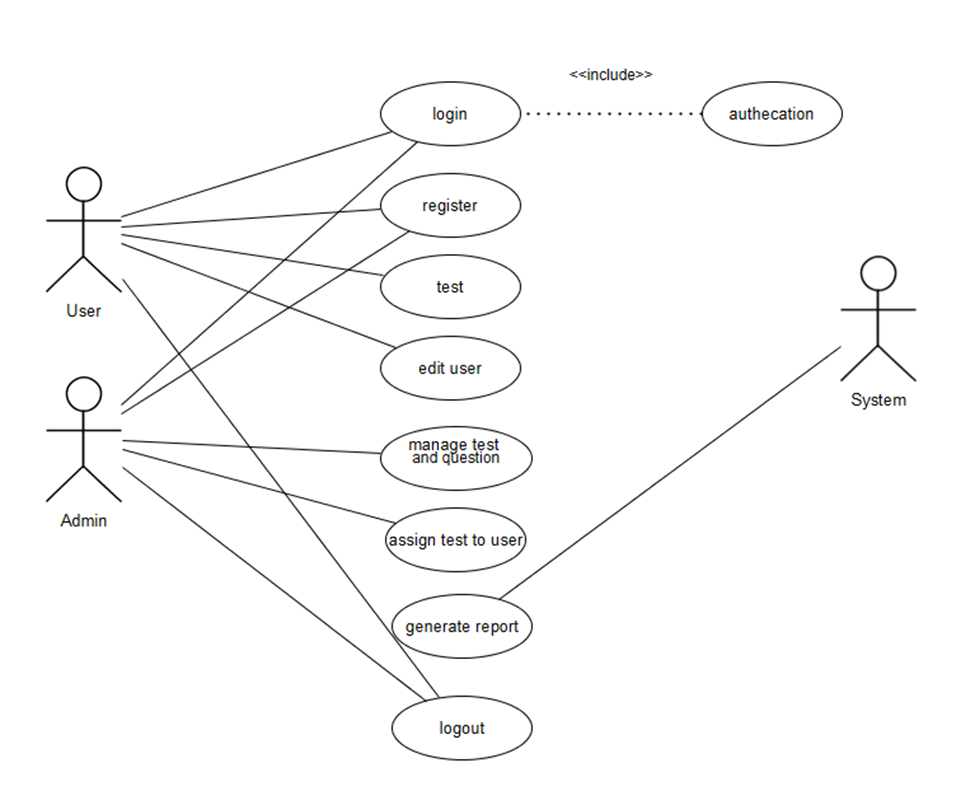 <<include>>
login
authecation
register
User
test
edit user
System
manage test
and question
Admin
assign test to user
generate report
logout